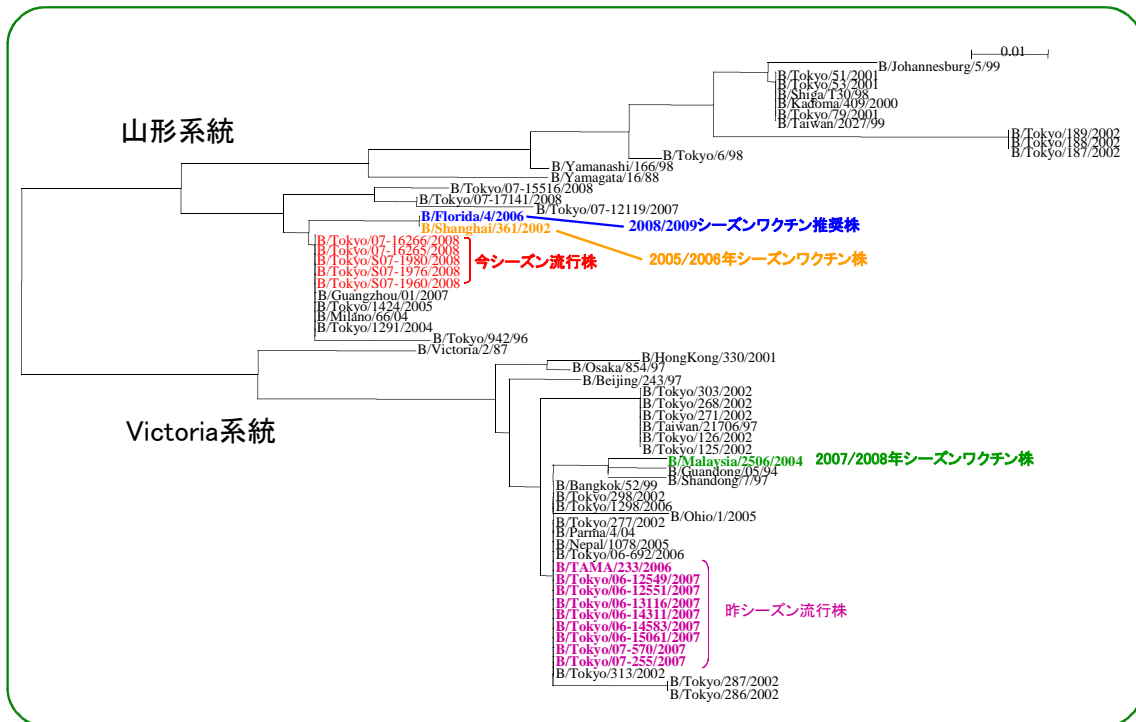 0.01
B/Johannesburg/5/99
B/Tokyo/51/2001
B/Tokyo/53/2001
B/Shiga/T30/98
B/Kadoma/409/2000
B/Tokyo/79/2001
B/Taiwan/2027/99
山形系統
B/Tokyo/189/2002
B/Tokyo/188/2002
B/Tokyo/187/2002
B/Tokyo/6/98
B/Yamanashi/166/98
B/Yamagata/16/88
B/Tokyo/07-15516/2008
B/Tokyo/07-17141/2008
B/Tokyo/07-12119/2007
B/Florida/4/2006 2008/2009シーズンワクチン推奨株
B/Shanghai/361/2002 2005/2006年シーズンワクチン株
B/Tokyo/07-16266/2008
B/Tokyo/07-16265/2008
B/Tokyo/S07-1980/2008 今シーズン流行株
B/Tokyo/S07-1976/2008
B/Tokyo/S07-1960/2008
B/Guangzhou/01/2007
B/Tokyo/1424/2005
B/Milano/66/04
B/Tokyo/1291/2004
B/Tokyo/942/96
B/Victoria/2/87
B/HongKong/330/2001
B/Osaka/854/97
B/Beijing/243/97
Victoria系統
B/Tokyo/303/2002
B/Tokyo/268/2002
B/Tokyo/271/2002
B/Taiwan/21706/97
B/Tokyo/126/2002
B/Tokyo/125/2002
B/Malaysia/2506/2004 2007/2008年シーズンワクチン株
B/Guandong/05/94
B/Shandong/7/97
B/Bangkok/52/99
B/Tokyo/298/2002
B/Tokyo/1298/2006
B/Ohio/1/2005
B/Tokyo/277/2002
B/Parma/4/04
B/Nepal/1078/2005
B/Tokyo/06-692/2006
B/TAMA/233/2006
B/Tokyo/06-12549/2007
B/Tokyo/06-12551/2007
B/Tokyo/06-13116/2007
B/Tokyo/06-14311/2007 昨シーズン流行株
B/Tokyo/06-14583/2007
B/Tokyo/06-15061/2007
B/Tokyo/07-570/2007
B/Tokyo/07-255/2007
B/Tokyo/313/2002
B/Tokyo/287/2002
B/Tokyo/286/2002